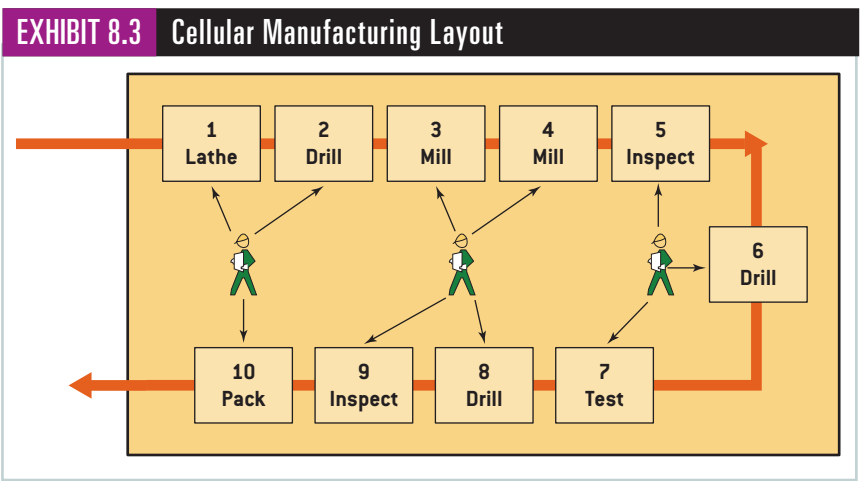 EXHIBIT 8.3 Cellular Manufacturing Layout
1
Lathe
2
Drill
3
Mill
4
Mill
5
Inspect
6
Drill
10
Pack
9
Inspect
8
Drill
7
Test